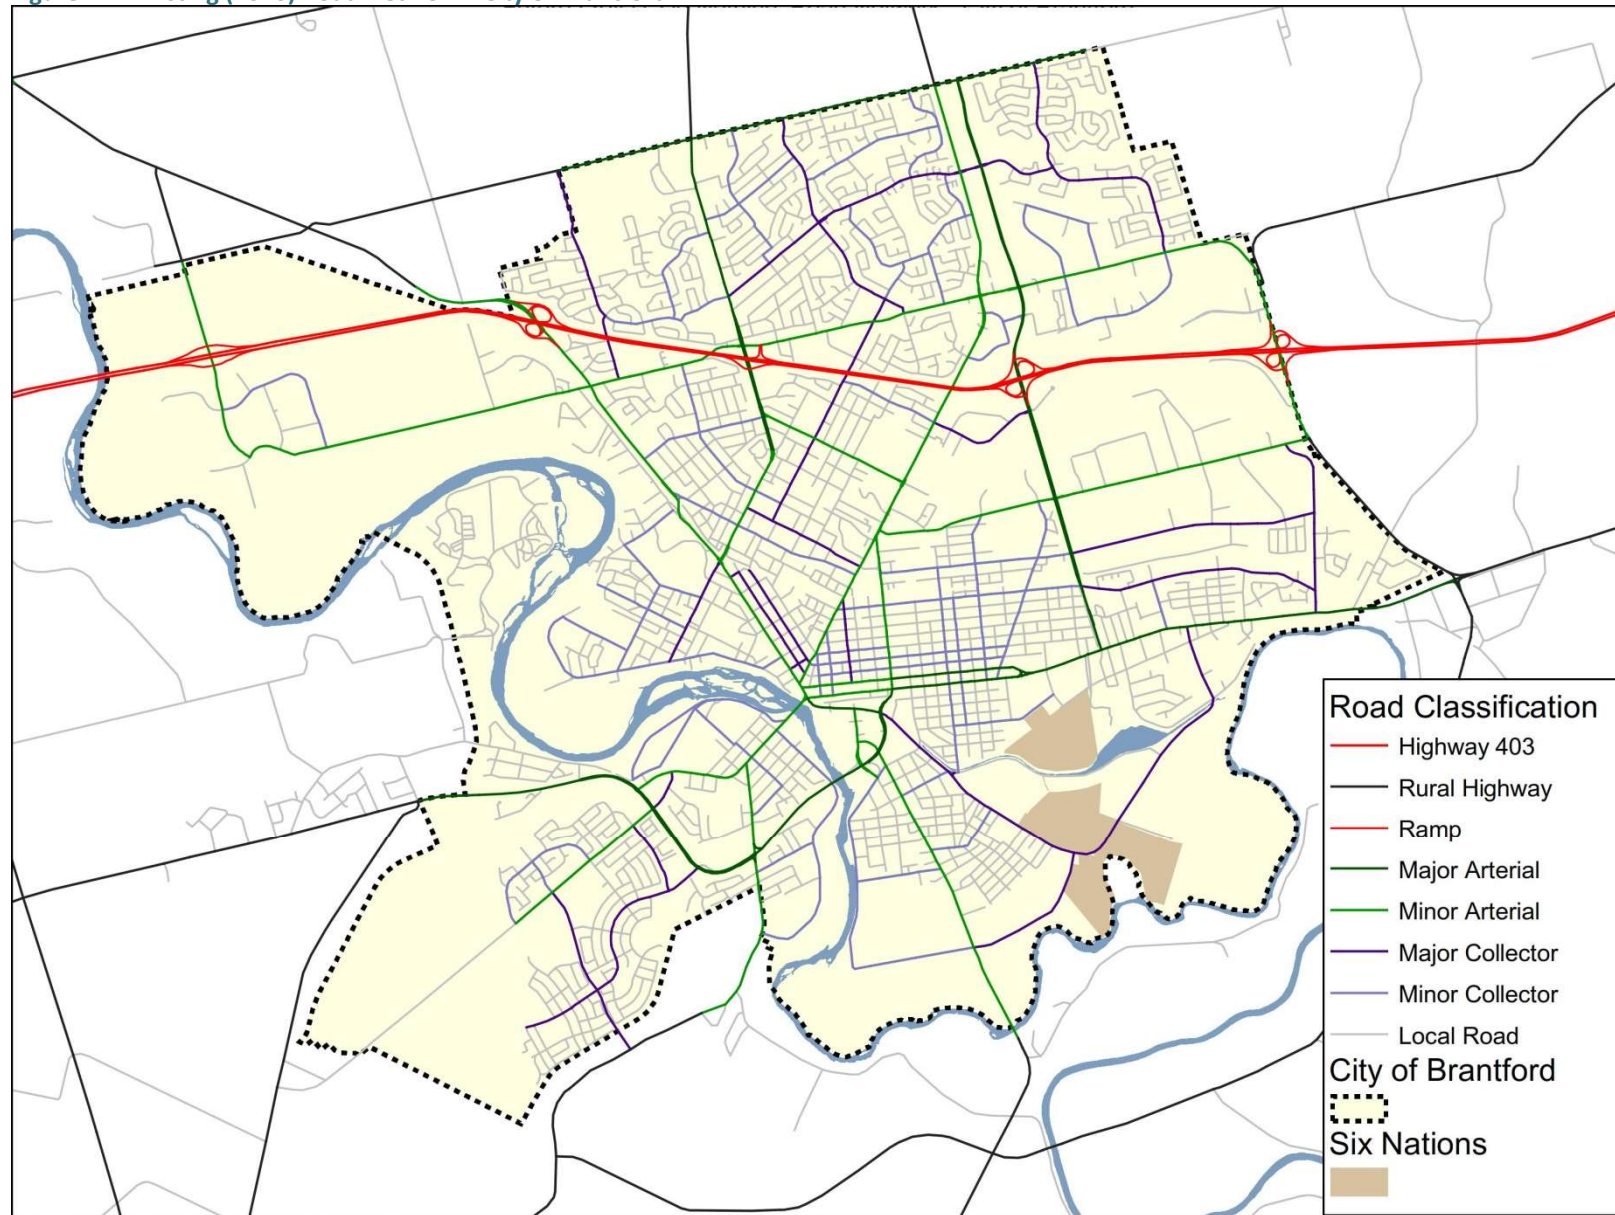 Road Classification
Highway 403
Rural Highway
Ramp
Major Arterial
Minor Arterial
Major Collector
Minor Collector
Local Road
City of Brantford
Six Nations